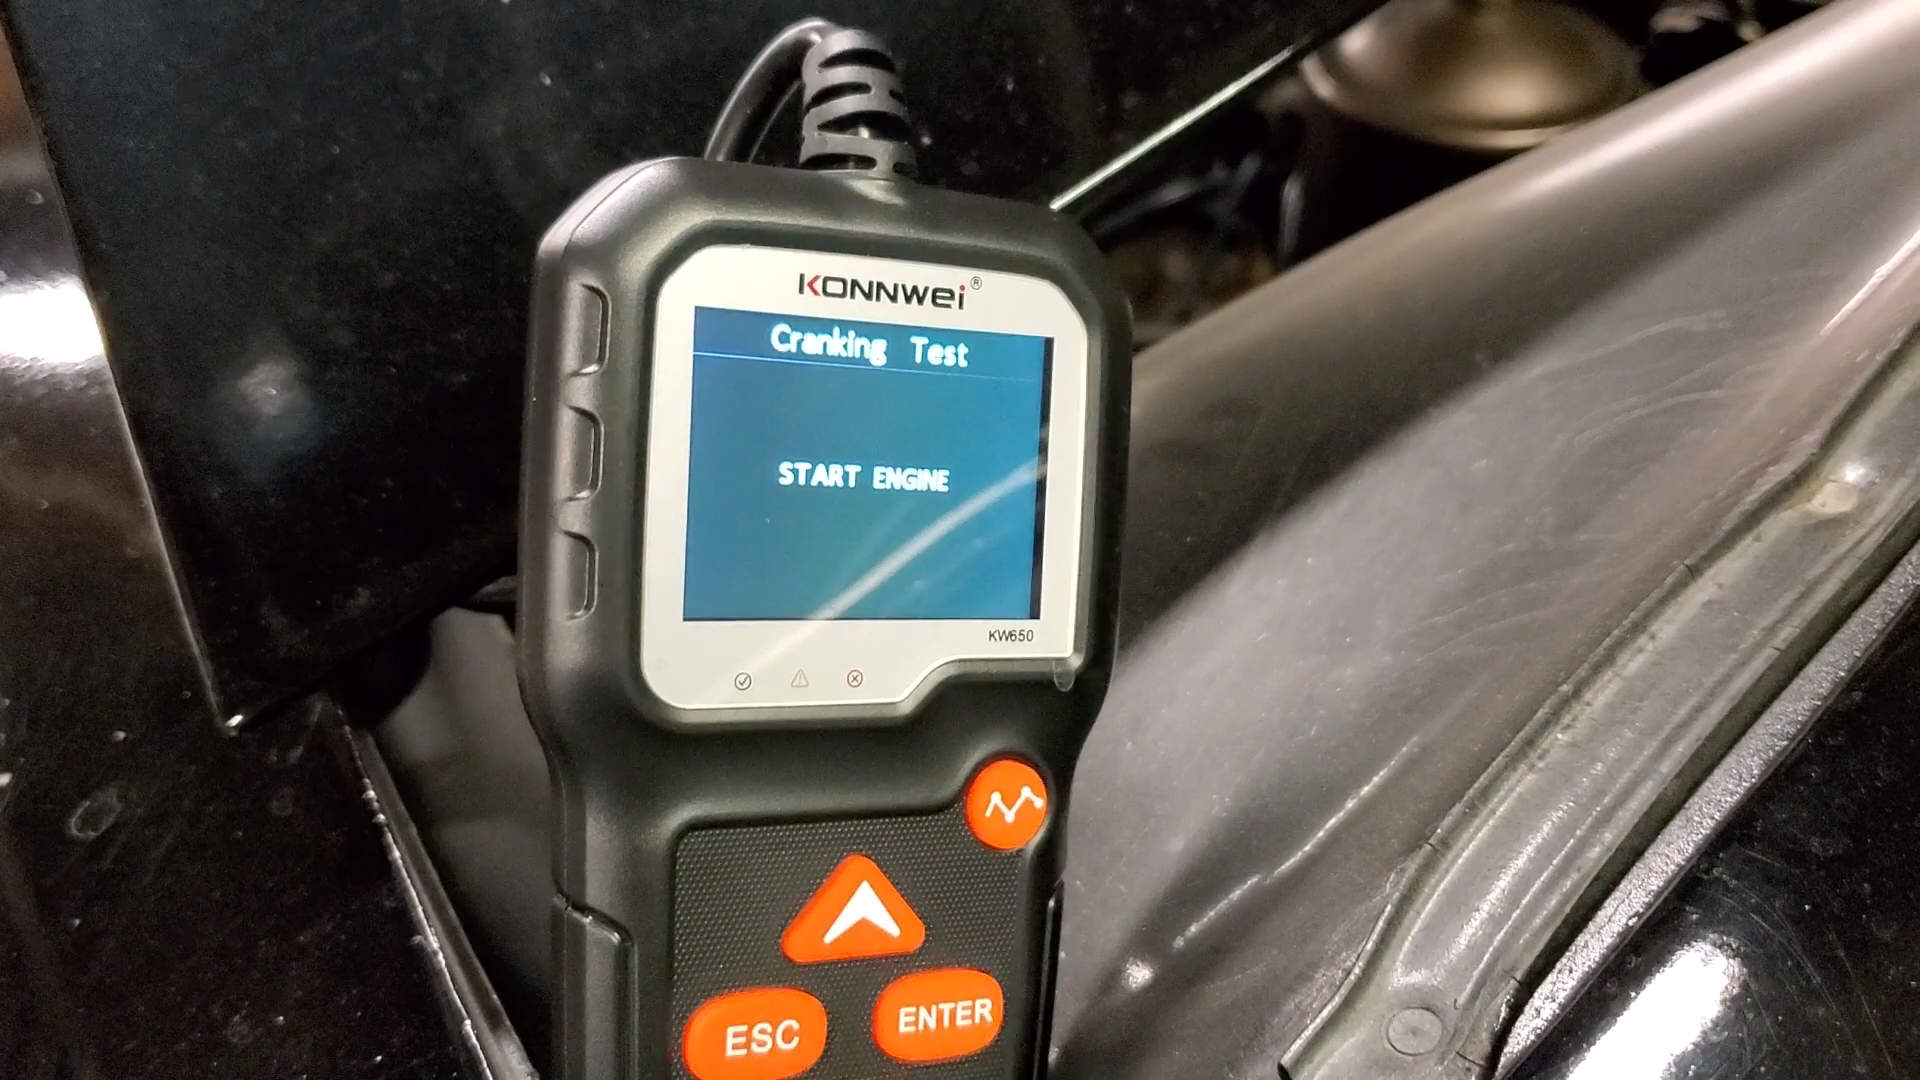 KONNWEI®
Cranking Test
START ENGINE
KW650
ESC
ENTER